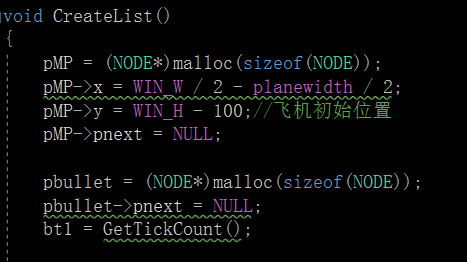 void CreateList()
{
pMP = (NODE*)malloc(sizeof(NODE));
pMP->x = WIN_W / 2 - planewidth / 2;
pMP->y = WIN_H - 100;//飞机初始位置
pMP->pnext = NULL;
pbullet = (NODE*)malloc(sizeof(NODE));
pbullet->pnext = NULL;
bt1 = GetTickCount();